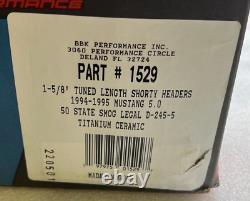 BBK PERFORMANCE INC.
3060 PERFORMANCE CIRCLE
DELAND FL 32724
PART # 1529
1-5/8" TUNED LENGTH SHORTY HEADERS
1994-1995 MUSTANG 5.0
50 STATE SMOG LEGAL D-245-5
TITANIUM CERAMIC
MADE